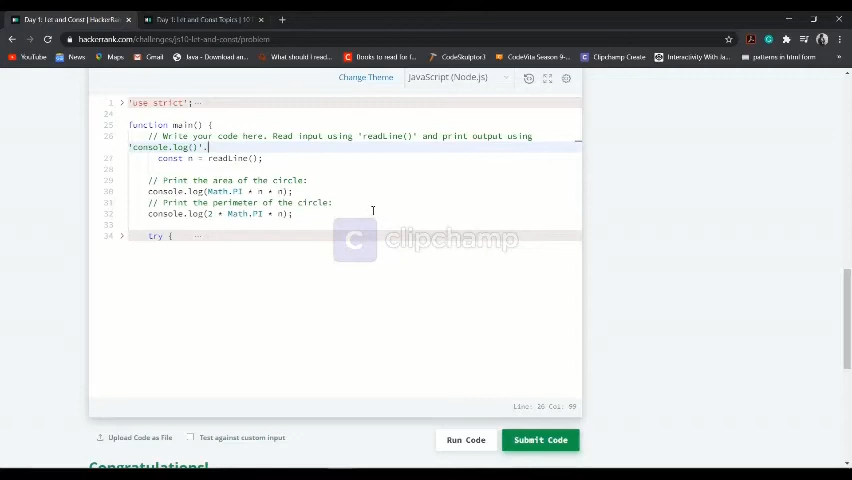 Day 1: Let and Const | HackerRank
Day 1: Let and Const Topics | 10
hackerrank.com/challenges/js10-let-and-const/problem
YouTube News Maps Gmail Java - Download an... What should I read... Books to read for f... CodeSkulptor3 CodeVita Season 9-... Clipchamp Create Interactivity With Ja... patterns in html form
Change Theme JavaScript (Node.js)
1 'use strict'; ...
24
25 function main() {
26 // Write your code here. Read input using 'readLine()' and print output using
'console.log()'.
27 const n = readLine();
29 // Print the area of the circle:
30 console.log(Math.PI * n * n);
31 // Print the perimeter of the circle:
32 console.log(2 * Math.PI * n);
33
34 try { ...
C clipchamp
Line: 26 Col: 99
Upload Code as File Test against custom input Run Code Submit Code
Congratulations!